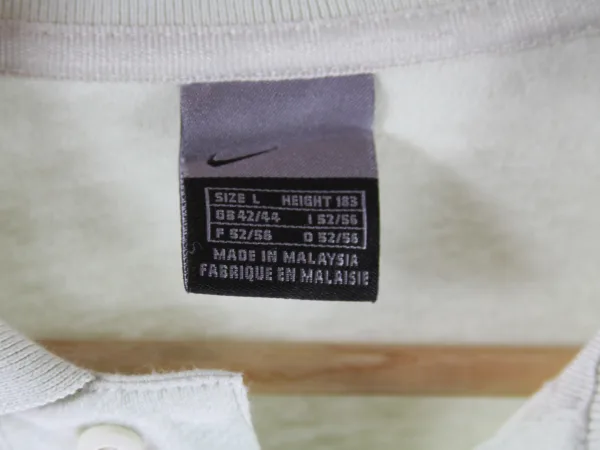 SIZE L HEIGHT 183
GB 42/44 I 52/56
F 52/56 D 52/56
MADE IN MALAYSIA
FABRIQUE EN MALAISIE